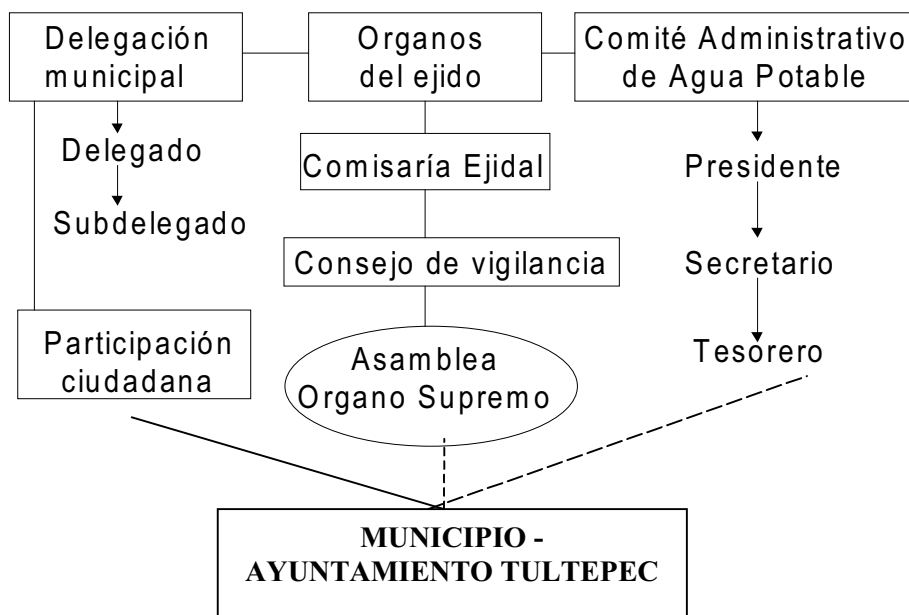 Delegación
municipal
Organos
del ejido
Comité Administrativo
de Agua Potable
Delegado
Subdelegado
Comisaría Ejidal
Consejo de vigilancia
Presidente
Secretario
Tesorero
Participación
ciudadana
Asamblea
Organo Supremo
MUNICIPIO -
AYUNTAMIENTO TULTEPEC